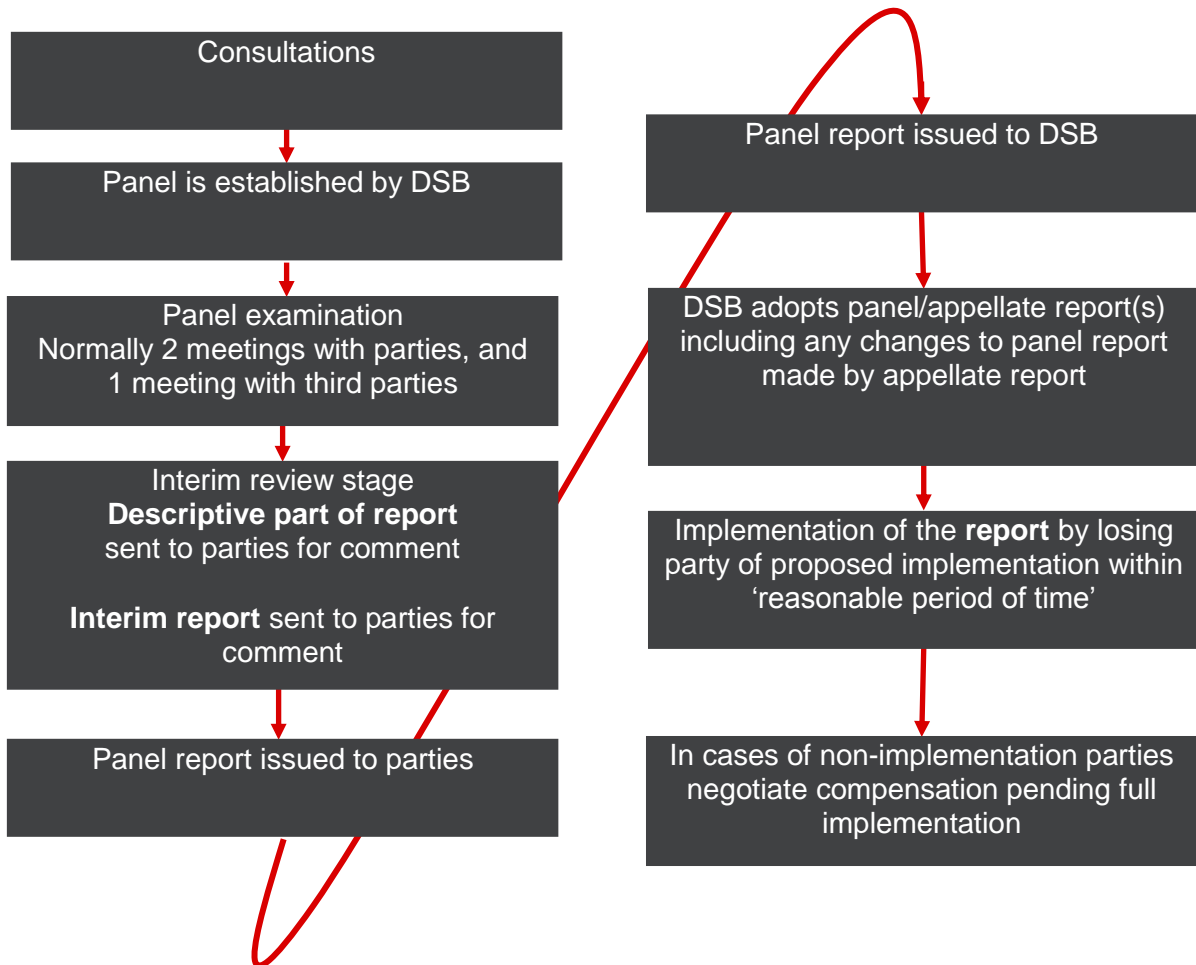 Consultations
Panel is established by DSB
Panel examination
Normally 2 meetings with parties, and
1 meeting with third parties
Interim review stage
Descriptive part of report
sent to parties for comment
Interim report sent to parties for
comment
Panel report issued to parties
Panel report issued to DSB
DSB adopts panel/appellate report(s)
including any changes to panel report
made by appellate report
Implementation of the report by losing
party of proposed implementation within
‘reasonable period of time’
In cases of non-implementation parties
negotiate compensation pending full
implementation